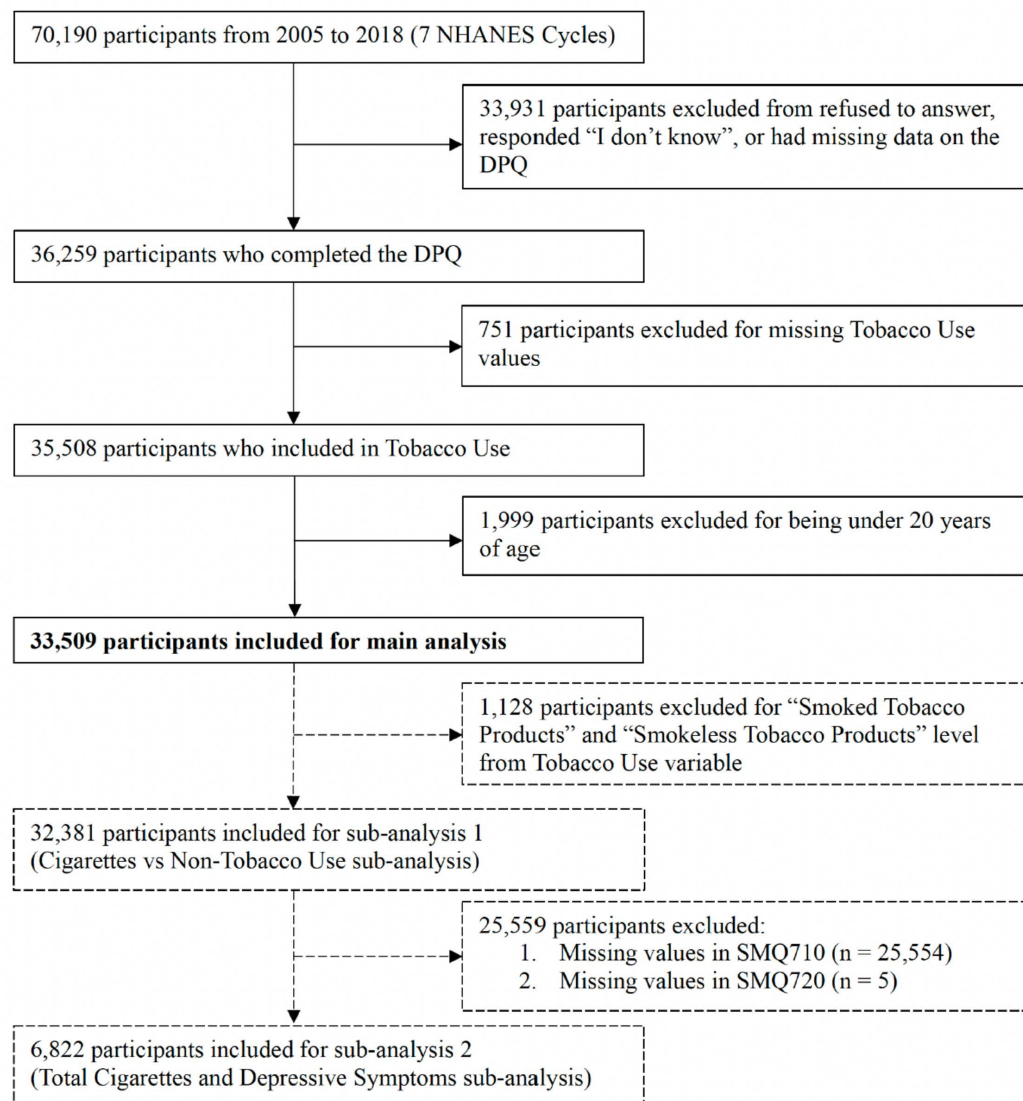 70,190 participants from 2005 to 2018 (7 NHANES Cycles)
33,931 participants excluded from refused to answer,
responded “I don’t know”, or had missing data on the
DPQ
36,259 participants who completed the DPQ
751 participants excluded for missing Tobacco Use
values
35,508 participants who included in Tobacco Use
1,999 participants excluded for being under 20 years
of age
33,509 participants included for main analysis
1,128 participants excluded for “Smoked Tobacco
Products” and “Smokeless Tobacco Products” level
from Tobacco Use variable
32,381 participants included for sub-analysis 1
(Cigarettes vs Non-Tobacco Use sub-analysis)
25,559 participants excluded:
1. Missing values in SMQ710 (n = 25,554)
2. Missing values in SMQ720 (n = 5)
6,822 participants included for sub-analysis 2
(Total Cigarettes and Depressive Symptoms sub-analysis)